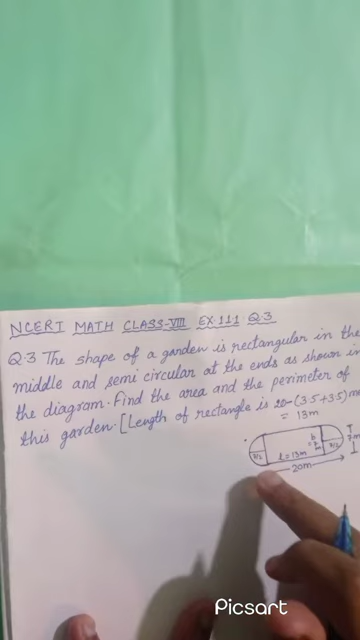 NCERT MATH CLASS-VIII EX.11.1 Q.3
Q.3 The shape of a garden is rectangular in the
middle and semi circular at the ends as shown in
the diagram. Find the area and the perimeter of
this garden. [Length of rectangle is 20-(3.5+3.5)m
= 13m
l=13m
20m
Picsart